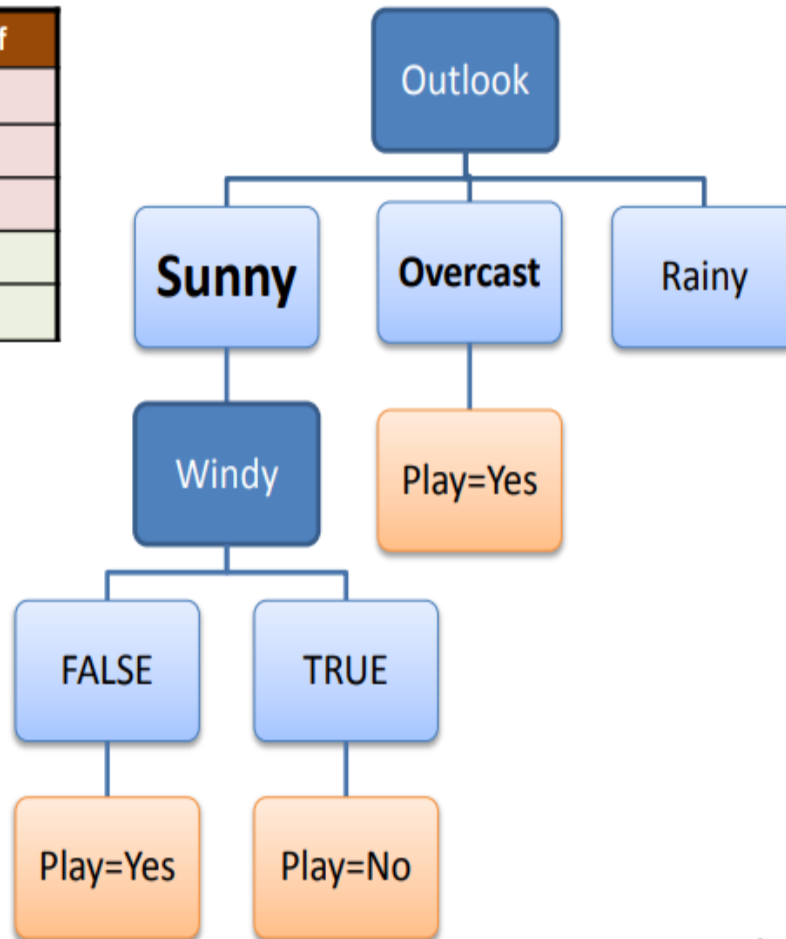 f
Outlook
Sunny
Overcast
Rainy
Windy
Play=Yes
FALSE
TRUE
Play=Yes
Play=No